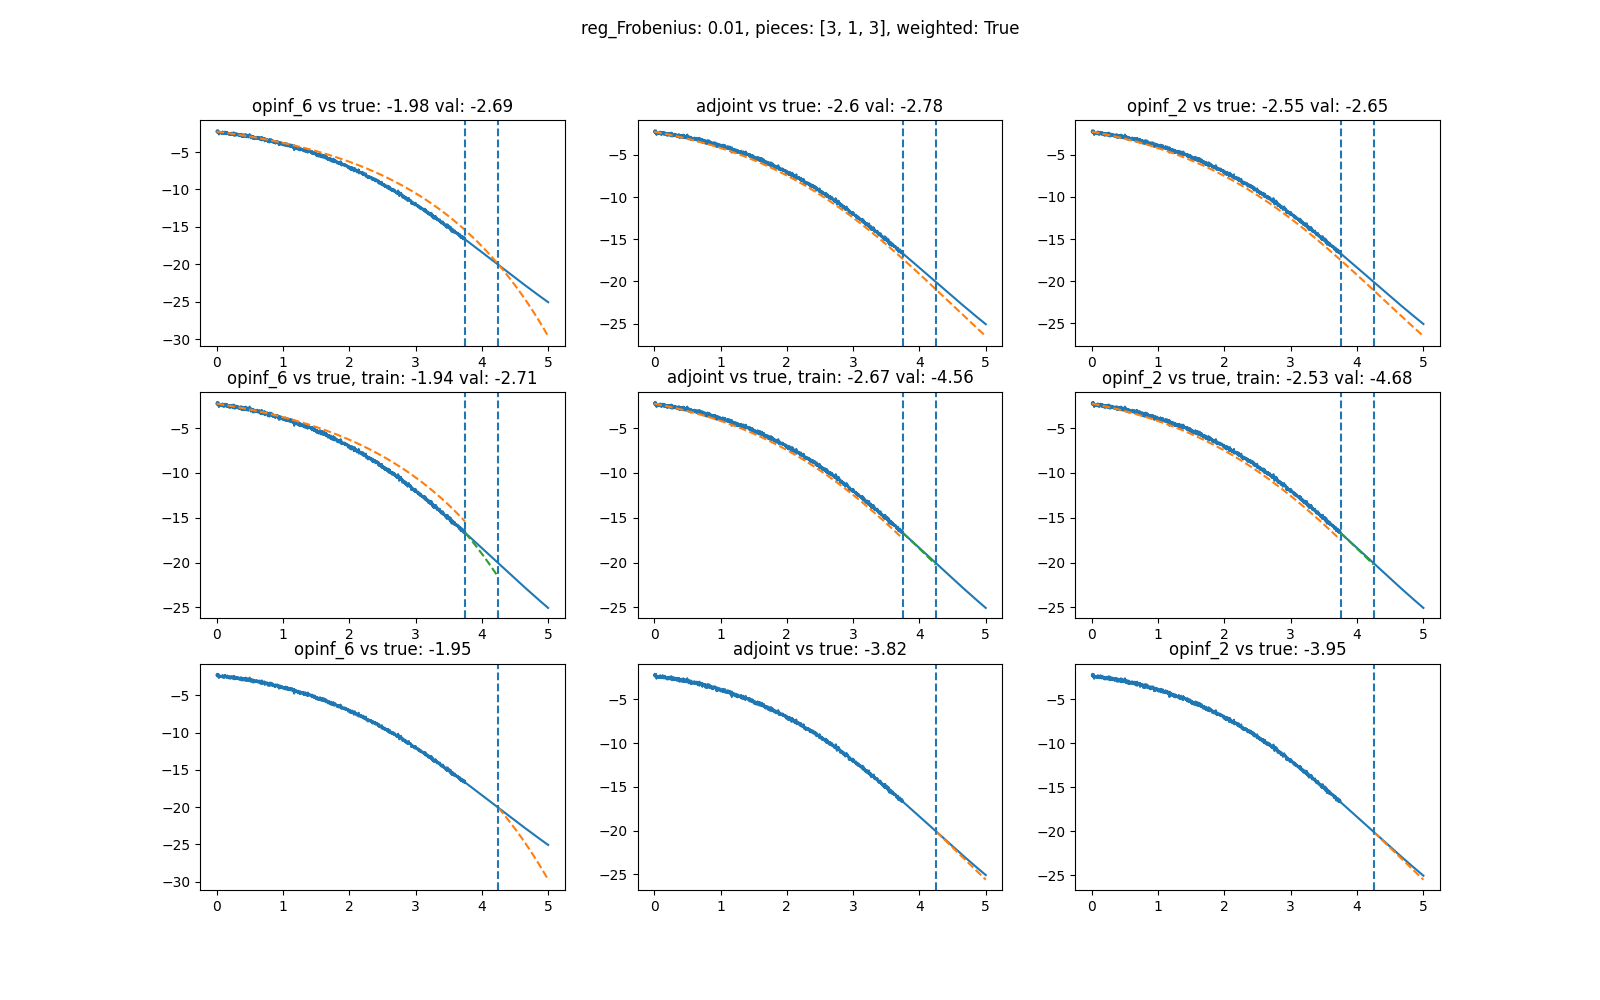 reg_Frobenius: 0.01, pieces: [3, 1, 3], weighted: True
opinf_6 vs true: -1.98 val: -2.69
adjoint vs true: -2.6 val: -2.78
opinf_2 vs true: -2.55 val: -2.65
−5
−10
−15
−20
−25
−30
0 1 2 3 4 5
−5
−10
−15
−20
−25
0 1 2 3 4 5
−5
−10
−15
−20
−25
0 1 2 3 4 5
opinf_6 vs true, train: -1.94 val: -2.71
adjoint vs true, train: -2.67 val: -4.56
opinf_2 vs true, train: -2.53 val: -4.68
−5
−10
−15
−20
−25
0 1 2 3 4 5
−5
−10
−15
−20
−25
0 1 2 3 4 5
−5
−10
−15
−20
−25
0 1 2 3 4 5
opinf_6 vs true: -1.95
adjoint vs true: -3.82
opinf_2 vs true: -3.95
−5
−10
−15
−20
−25
−30
0 1 2 3 4 5
−5
−10
−15
−20
−25
0 1 2 3 4 5
−5
−10
−15
−20
−25
0 1 2 3 4 5